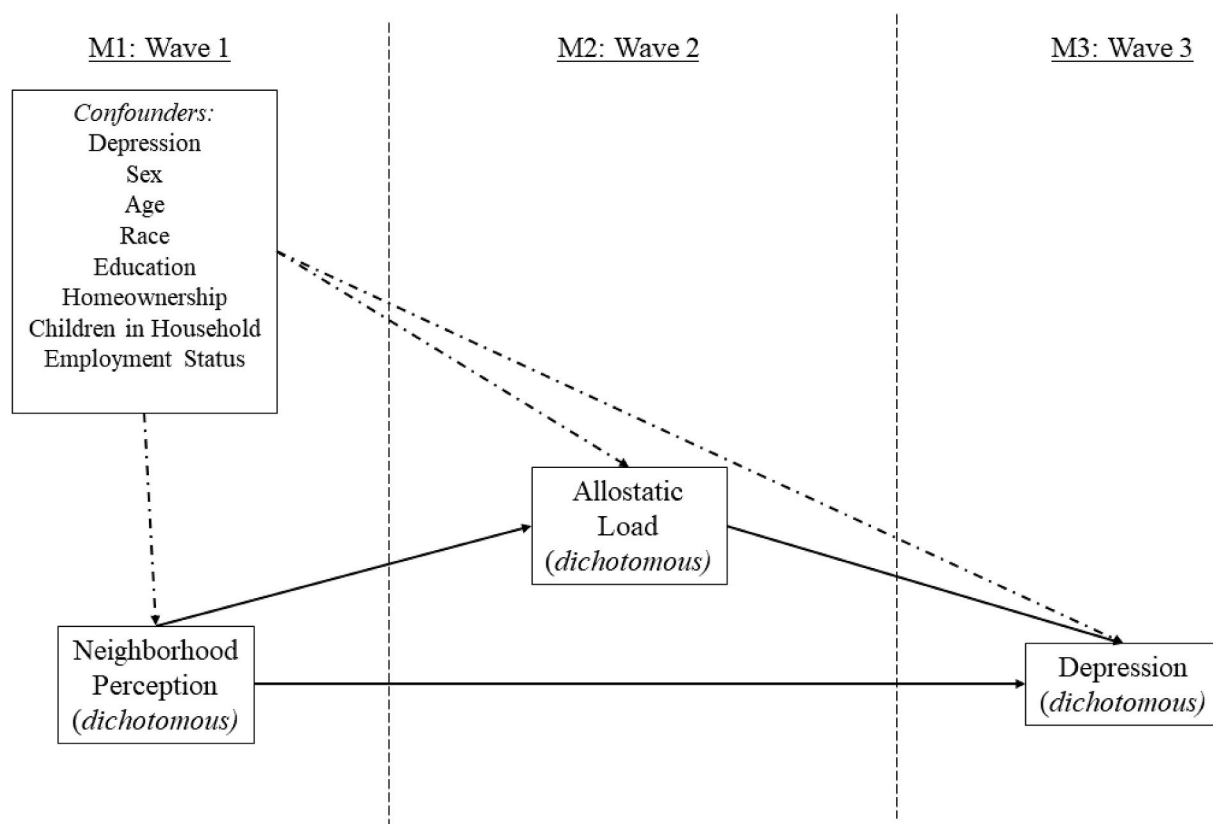 M1: Wave 1
M2: Wave 2
M3: Wave 3
Confounders:
Depression
Sex
Age
Race
Education
Homeownership
Children in Household
Employment Status
Allostatic
Load
(dichotomous)
Neighborhood
Perception
(dichotomous)
Depression
(dichotomous)